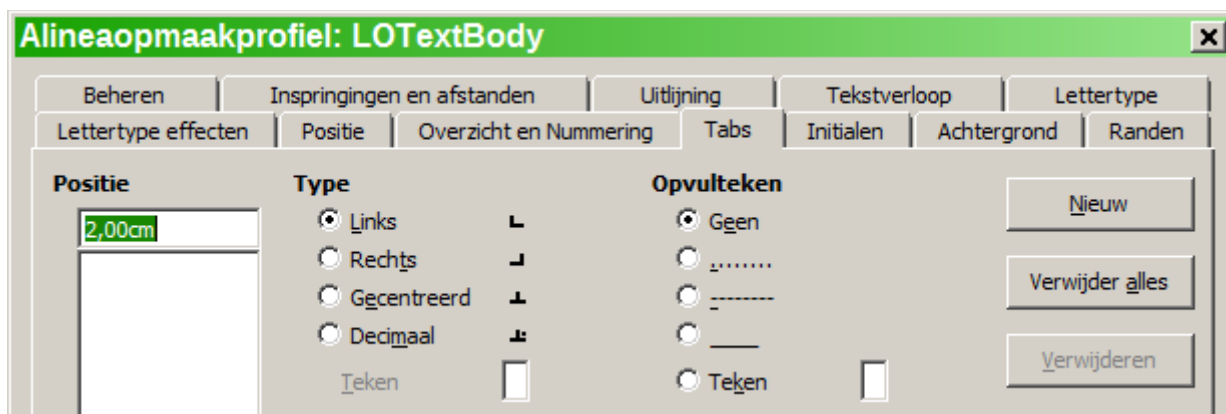 Alineaopmaakprofiel: LOTextBody
Beheren Inspringingen en afstanden Uitlijning Tekstverloop Lettertype
Lettertype effecten Positie Overzicht en Nummering Tabs Initialen Achtergrond Randen
Positie Type Opvulteken
2,00cm Links Geen Nieuw
Rechts ........
Gecentreerd -------- Verwijder alles
Decimaal ____
Teken Teken Verwijderen